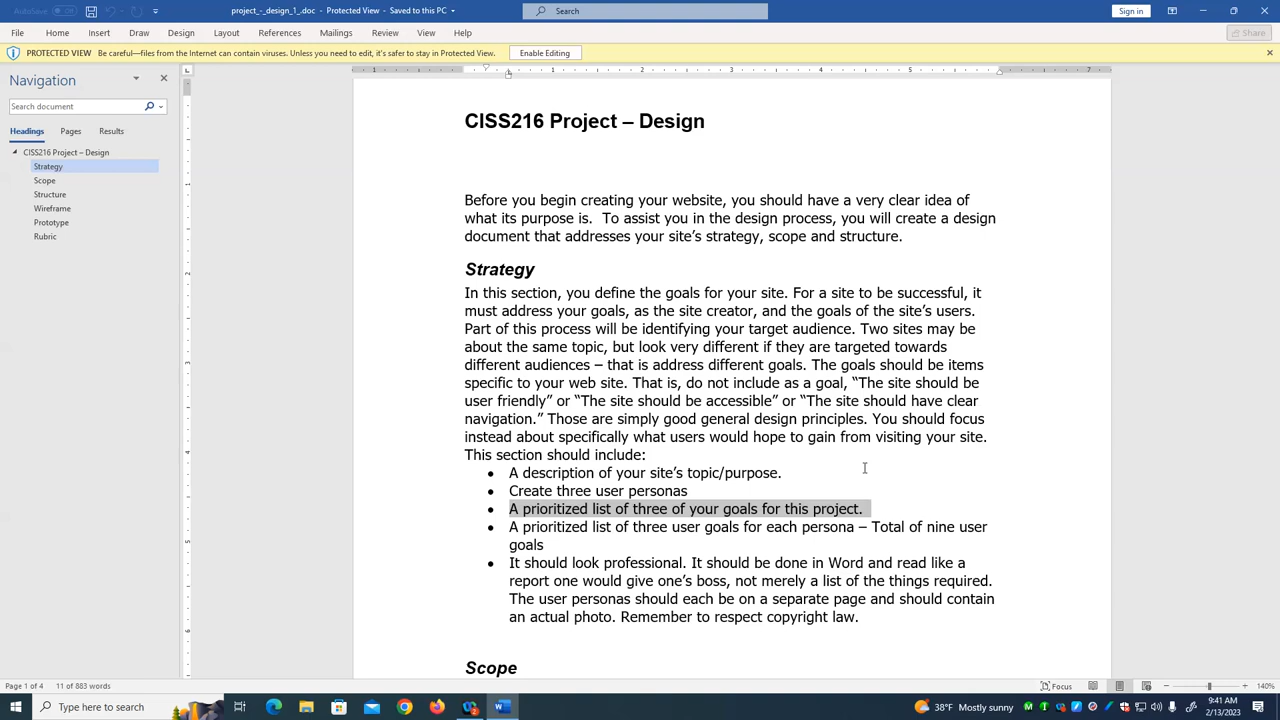 AutoSave
Off
project_-_design_1_.doc - Protected View • Saved to this PC
Search
Sign in
File Home Insert Draw Design Layout References Mailings Review View Help
Share
PROTECTED VIEW Be careful—files from the Internet can contain viruses. Unless you need to edit, it's safer to stay in Protected View.
Enable Editing
Navigation
Search document
Headings Pages Results
CISS216 Project – Design
Strategy
Scope
Structure
Wireframe
Prototype
Rubric
CISS216 Project – Design
Before you begin creating your website, you should have a very clear idea of
what its purpose is. To assist you in the design process, you will create a design
document that addresses your site's strategy, scope and structure.
Strategy
In this section, you define the goals for your site. For a site to be successful, it
must address your goals, as the site creator, and the goals of the site's users.
Part of this process will be identifying your target audience. Two sites may be
about the same topic, but look very different if they are targeted towards
different audiences – that is address different goals. The goals should be items
specific to your web site. That is, do not include as a goal, “The site should be
user friendly” or “The site should be accessible” or “The site should have clear
navigation.” Those are simply good general design principles. You should focus
instead about specifically what users would hope to gain from visiting your site.
This section should include:
• A description of your site's topic/purpose.
• Create three user personas
• A prioritized list of three of your goals for this project.
• A prioritized list of three user goals for each persona – Total of nine user
goals
• It should look professional. It should be done in Word and read like a
report one would give one's boss, not merely a list of the things required.
The user personas should each be on a separate page and should contain
an actual photo. Remember to respect copyright law.
Scope
Page 1 of 4 11 of 883 words
Focus
140%
Type here to search
38°F Mostly sunny
9:41 AM
2/13/2023